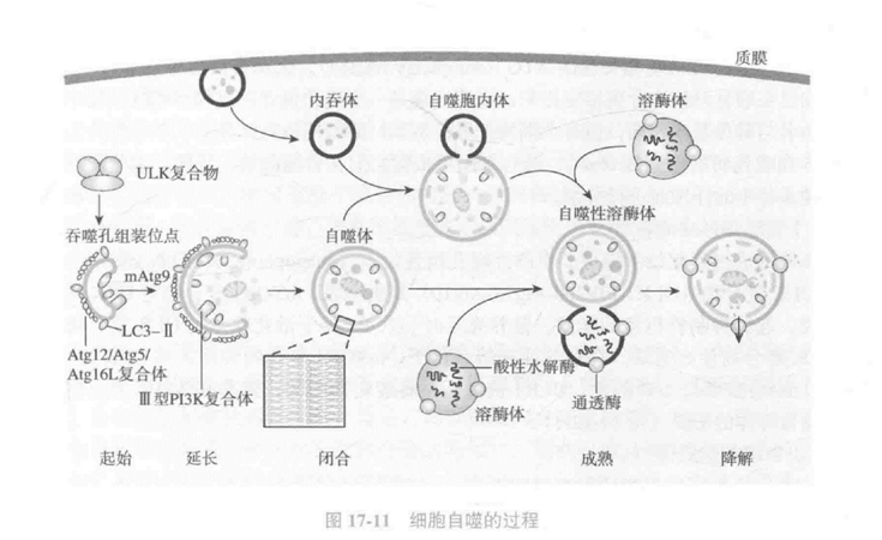 质膜
内吞体
自噬胞内体
溶酶体
ULK复合物
吞噬孔组装位点
自噬体
自噬性溶酶体
mAtg9
LC3-Ⅱ
Atg12/Atg5/
Atg16L复合体
Ⅲ型PI3K复合体
酸性水解酶
溶酶体
通透酶
起始
延长
闭合
成熟
降解
图 17-11 细胞自噬的过程